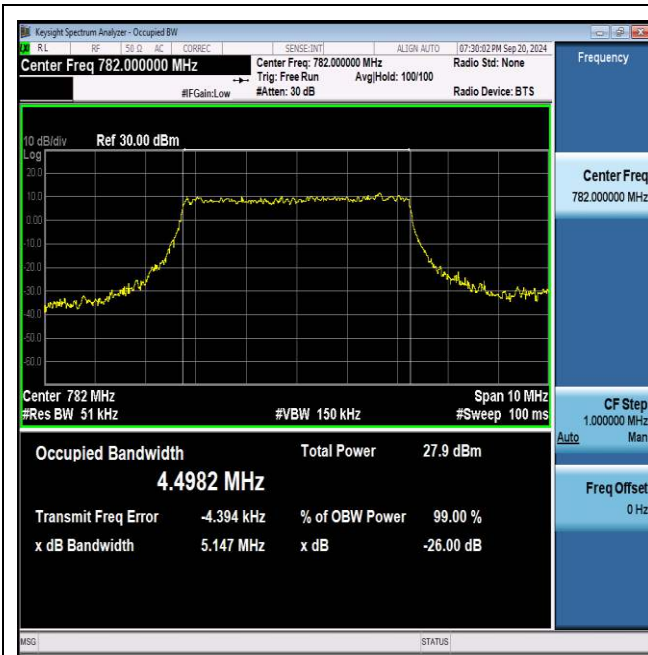 Keysight Spectrum Analyzer - Occupied BW
RL RF 50 Ω AC CORREC SENSE:INT ALIGN AUTO 07:30:02 PM Sep 20, 2024
Center Freq 782.000000 MHz
Center Freq: 782.000000 MHz
Radio Std: None
Trig: Free Run Avg|Hold: 100/100
#IFGain:Low #Atten: 30 dB Radio Device: BTS
10 dB/div Ref 30.00 dBm
Log
20.0
10.0
0.00
-10.0
-20.0
-30.0
-40.0
-50.0
-60.0
Center 782 MHz Span 10 MHz
#Res BW 51 kHz #VBW 150 kHz #Sweep 100 ms
Occupied Bandwidth Total Power 27.9 dBm
4.4982 MHz
Transmit Freq Error -4.394 kHz % of OBW Power 99.00 %
x dB Bandwidth 5.147 MHz x dB -26.00 dB
MSG STATUS
Frequency
Center Freq
782.000000 MHz
CF Step
1.000000 MHz
Auto Man
Freq Offset
0 Hz